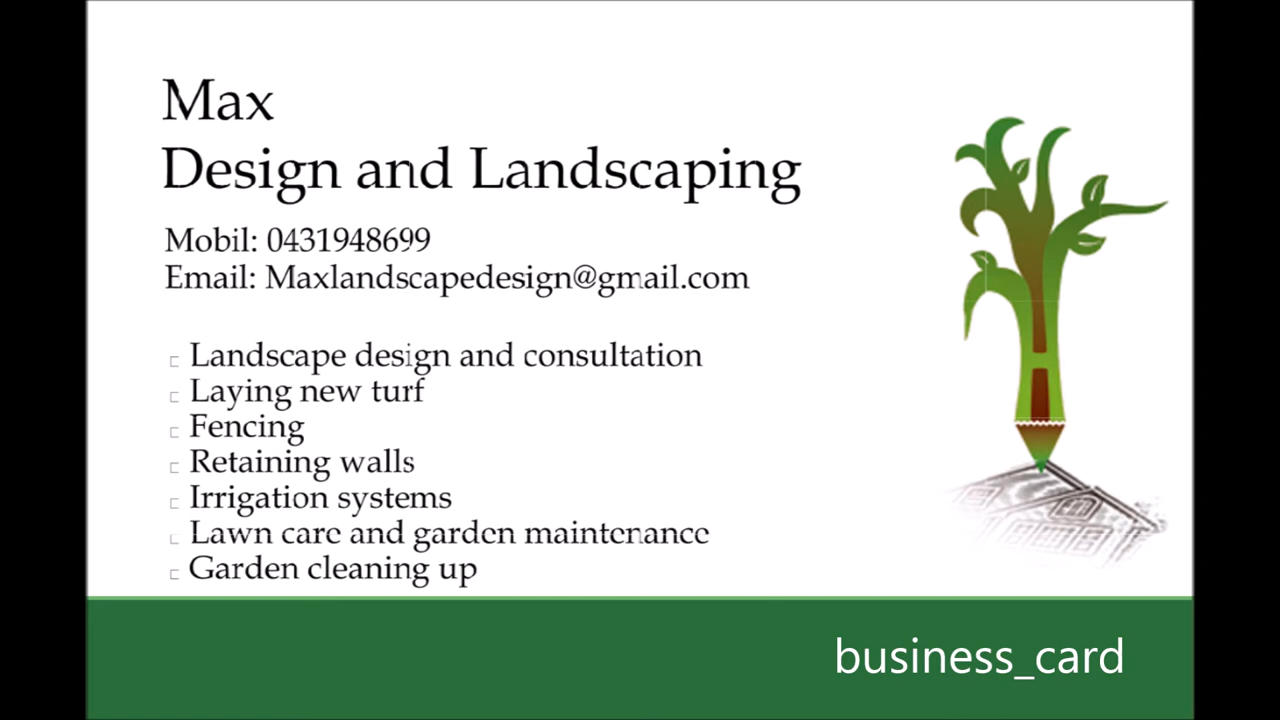 Max
Design and Landscaping
Mobil: 0431948699
Email: Maxlandscapedesign@gmail.com
Landscape design and consultation
Laying new turf
Fencing
Retaining walls
Irrigation systems
Lawn care and garden maintenance
Garden cleaning up
business_card